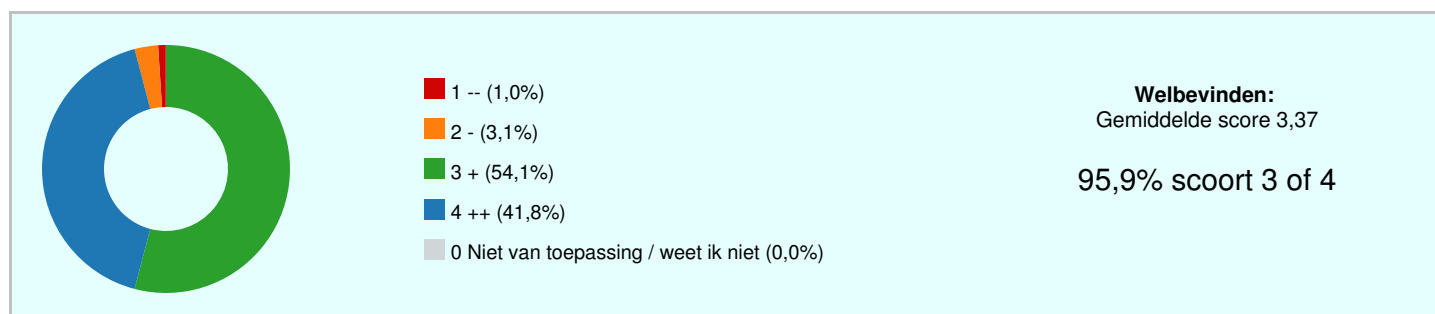 1 -- (1,0%)
2 - (3,1%)
3 + (54,1%)
4 ++ (41,8%)
0 Niet van toepassing / weet ik niet (0,0%)
Welbevinden:
Gemiddelde score 3,37
95,9% scoort 3 of 4